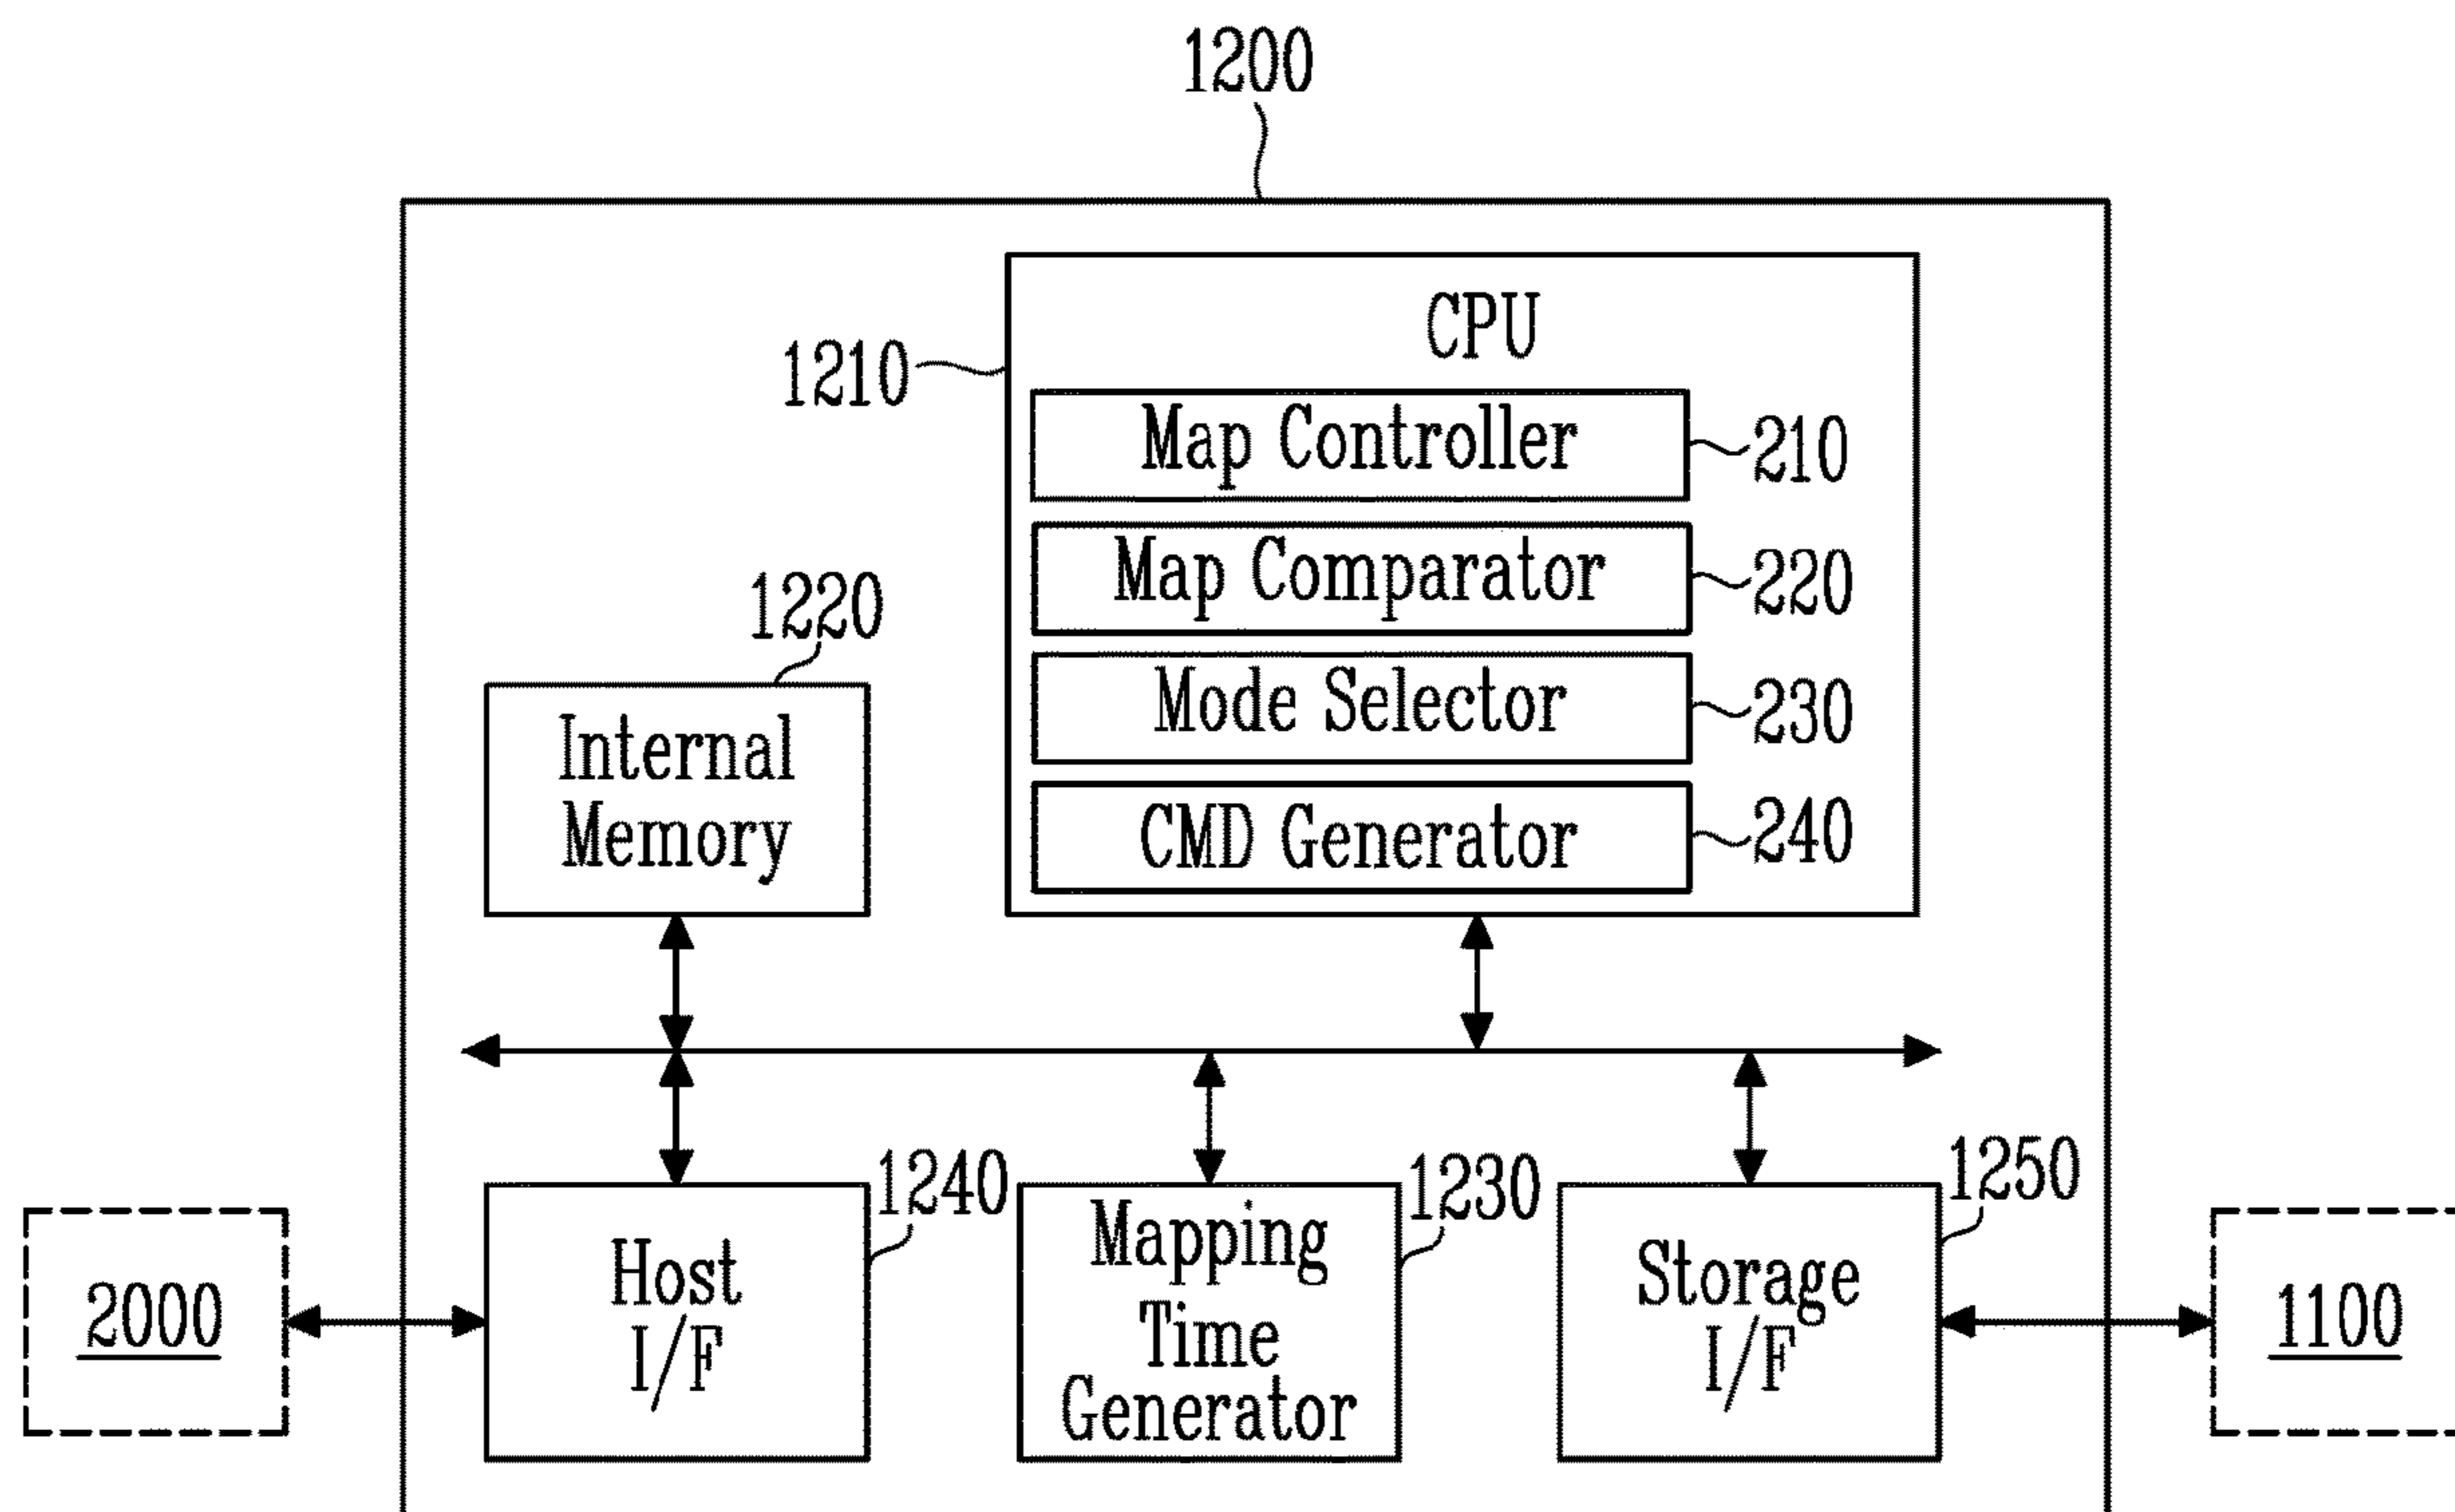 1200
CPU
1210
Map Controller
210
Map Comparator
220
1220
Mode Selector
230
Internal
Memory
CMD Generator
240
1240
1230
1250
2000
Host
I/F
Mapping
Time
Generator
Storage
I/F
1100